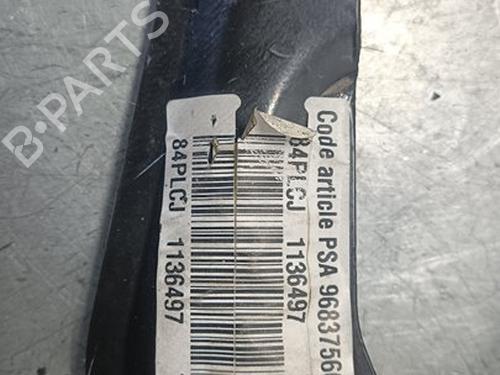 B-PARTS
Code article PSA 9683756
84PLCJ 1136497
84PLCJ 1136497